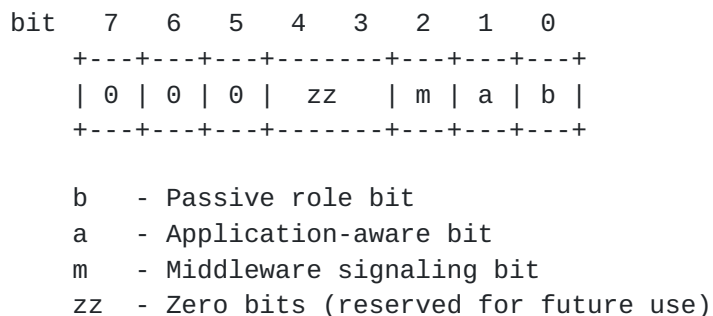 bit 7 6 5 4 3 2 1 0
+---+---+---+-------+---+---+---+
| 0 | 0 | 0 | zz | m | a | b |
+---+---+---+-------+---+---+---+
b - Passive role bit
a - Application-aware bit
m - Middleware signaling bit
zz - Zero bits (reserved for future use)